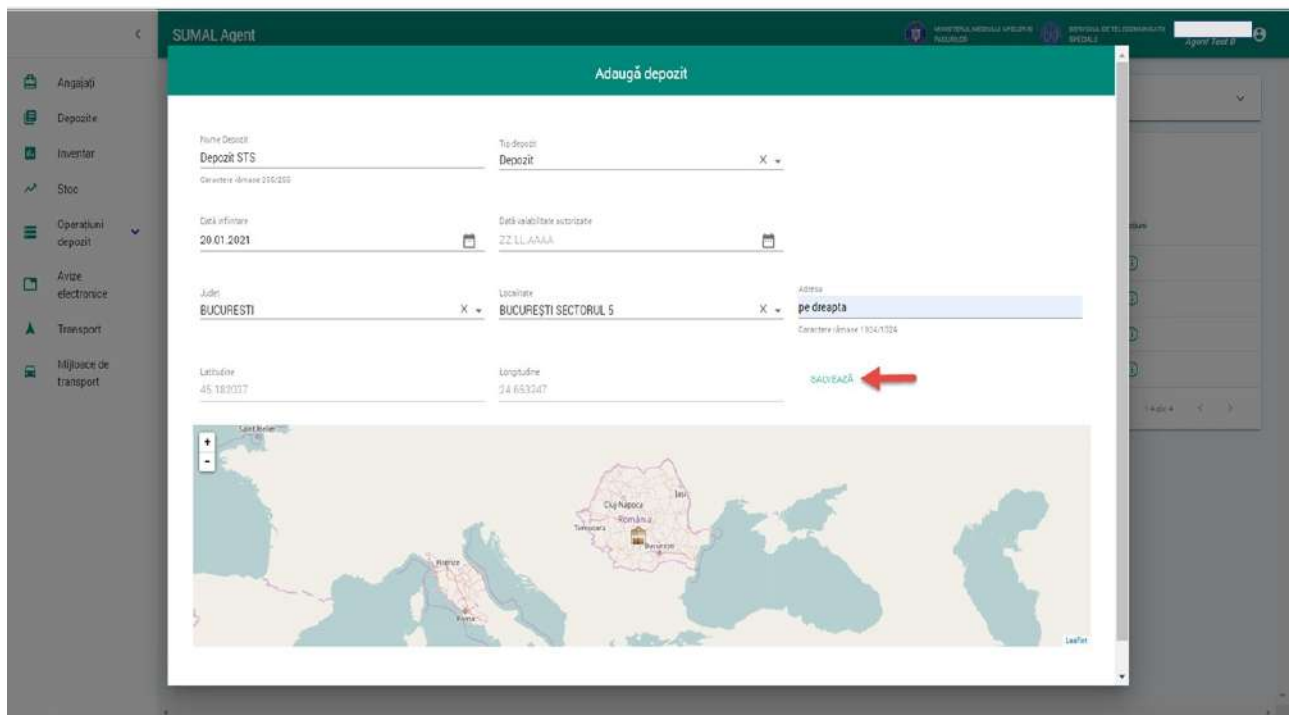 SUMAL Agent
Agent Test D
Angajați
Depozite
Inventar
Stoc
Operațiuni
depozit
Avize
electronice
Transport
Mijloace de
transport
Adaugă depozit
Nume Depozit
Depozit STS
Tip depozit
Depozit
Dată înființare
20.01.2021
Dată valabilitate autorizație
ZZ.LL.AAAA
Județ
BUCURESTI
Localitate
BUCUREȘTI SECTORUL 5
Adresa
pe dreapta
Latitudine
45.182037
Longitudine
24.653247
SALVEAZĂ
+
-
Cluj-Napoca
Iași
România
Timișoara
București
Firenze
Roma
Leaflet